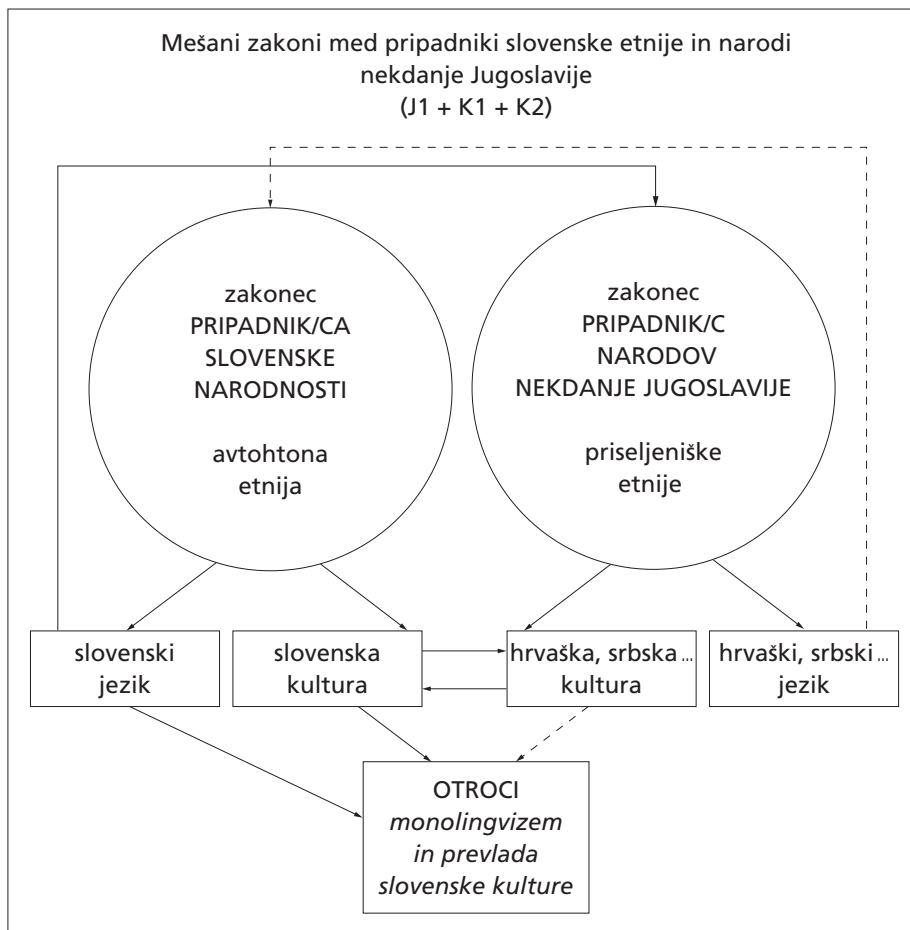 Mešani zakoni med pripadniki slovenske etnije in narodi
nekdanje Jugoslavije
(J1 + K1 + K2)
zakonec
PRIPADNIK/CA
SLOVENSKE
NARODNOSTI
avtohtona
etnija
zakonec
PRIPADNIK/C
NARODOV
NEKDANJE JUGOSLAVIJE
priseljeniške
etnije
slovenski
jezik
slovenska
kultura
hrvaška, srbska ...
kultura
hrvaški, srbski ...
jezik
OTROCI
monolingvizem
in prevlada
slovenske kulture